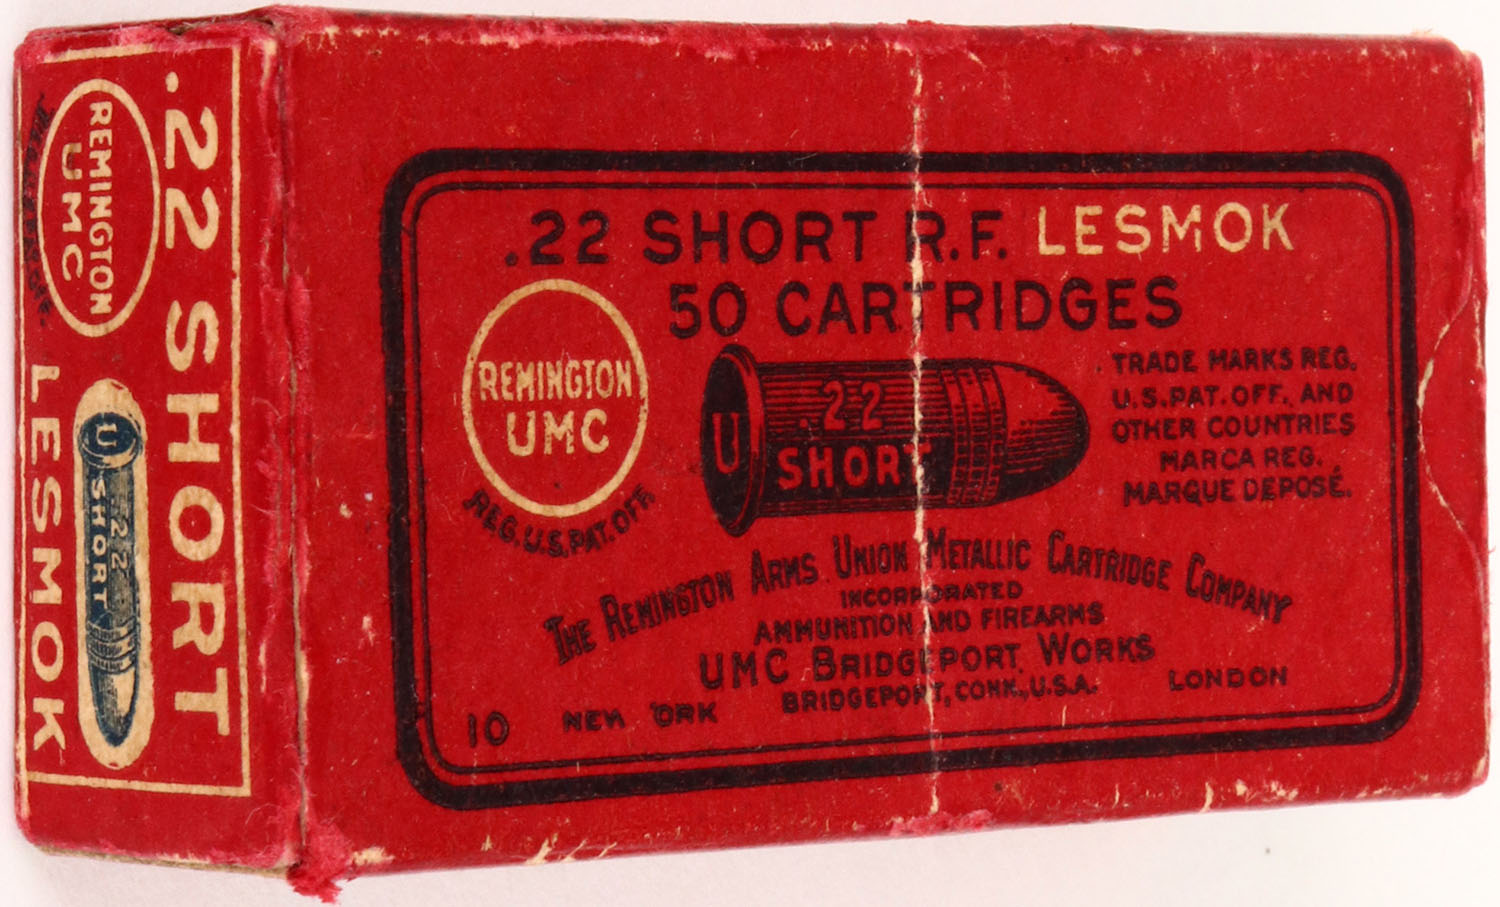 .22 SHORT
LESMOK
REMINGTON
UMC
U
.22
SHORT
.22 SHORT R.F. LESMOK
50 CARTRIDGES
REMINGTON
UMC
REG. U.S. PAT. OFF.
U
.22
SHORT
TRADE MARKS REG.
U.S. PAT. OFF. AND
OTHER COUNTRIES
MARCA REG.
MARQUE DEPOSÉ.
THE REMINGTON ARMS UNION METALLIC CARTRIDGE COMPANY
INCORPORATED
AMMUNITION AND FIREARMS
UMC BRIDGEPORT WORKS
BRIDGEPORT, CONN., U.S.A.
10 NEW YORK LONDON